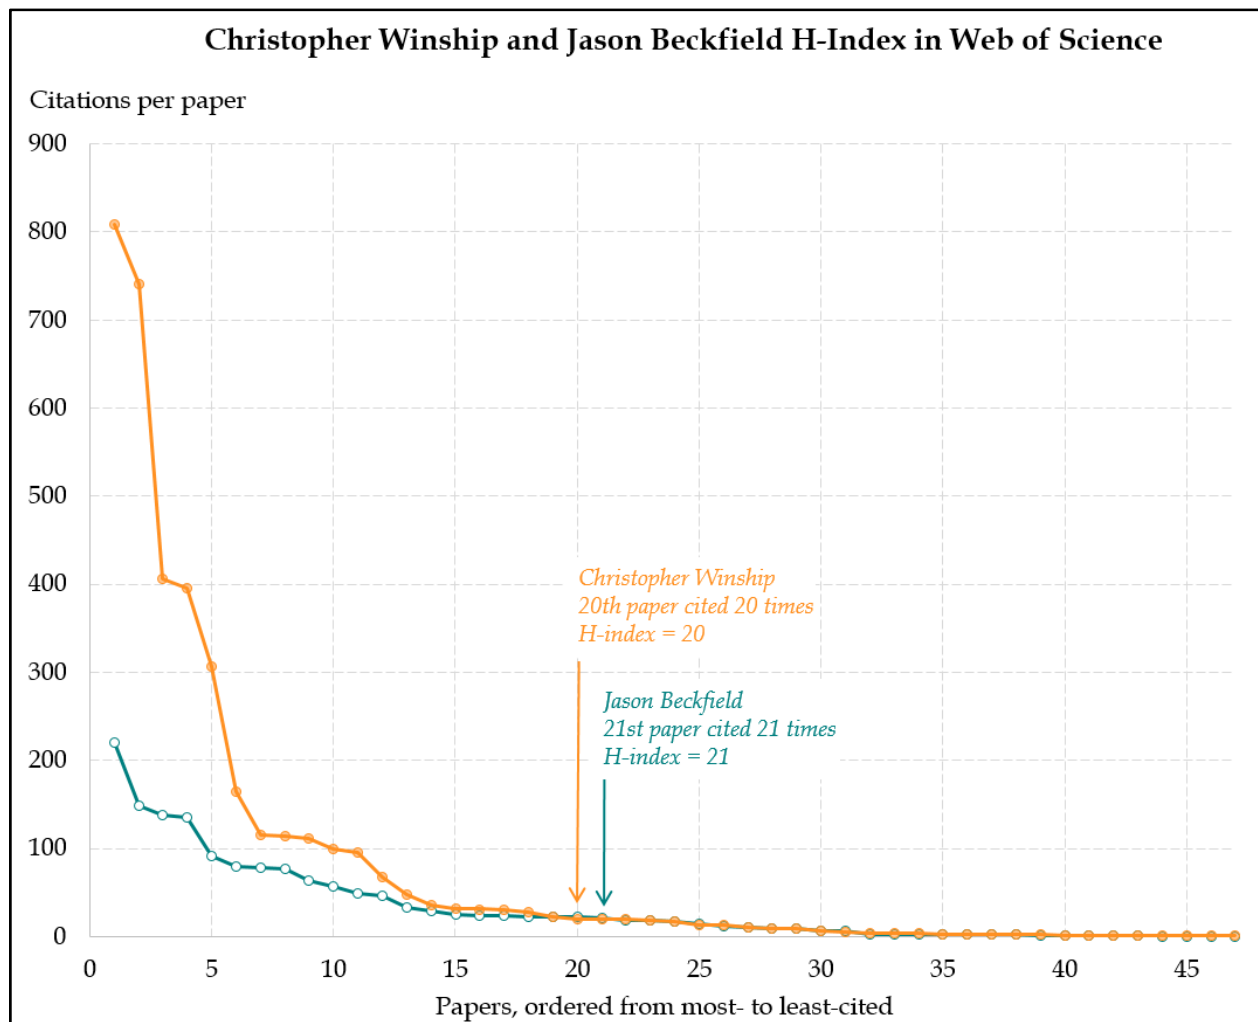 Christopher Winship and Jason Beckfield H-Index in Web of Science
Citations per paper
900
800
700
600
500
400
300
200
100
0
Christopher Winship
20th paper cited 20 times
H-index = 20
Jason Beckfield
21st paper cited 21 times
H-index = 21
0 5 10 15 20 25 30 35 40 45
Papers, ordered from most- to least-cited